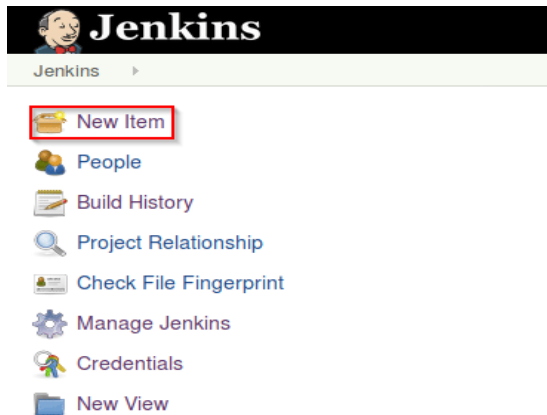 Jenkins
Jenkins
New Item
People
Build History
Project Relationship
Check File Fingerprint
Manage Jenkins
Credentials
New View